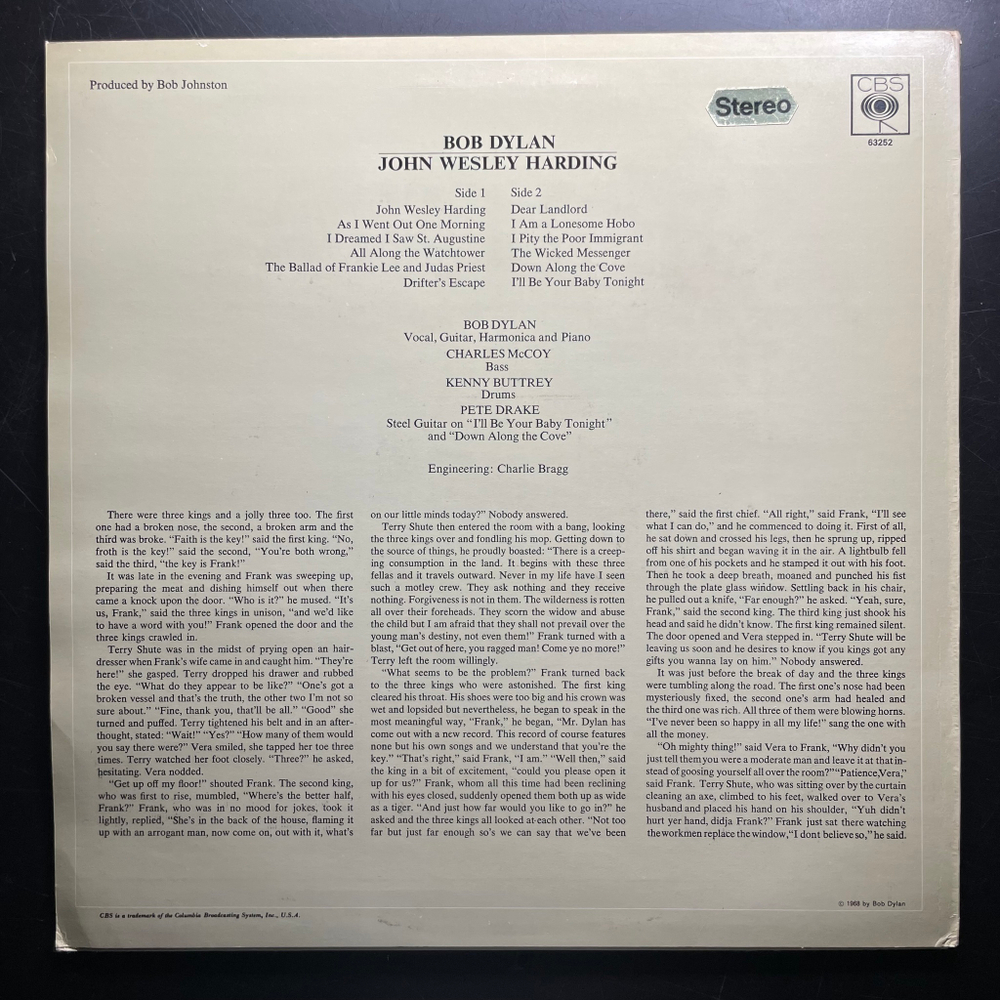 Produced by Bob Johnston
Stereo
CBS
63252
BOB DYLAN
JOHN WESLEY HARDING
Side 1
John Wesley Harding
As I Went Out One Morning
I Dreamed I Saw St. Augustine
All Along the Watchtower
The Ballad of Frankie Lee and Judas Priest
Drifter's Escape
Side 2
Dear Landlord
I Am a Lonesome Hobo
I Pity the Poor Immigrant
The Wicked Messenger
Down Along the Cove
I'll Be Your Baby Tonight
BOB DYLAN
Vocal, Guitar, Harmonica and Piano
CHARLES McCOY
Bass
KENNY BUTTREY
Drums
PETE DRAKE
Steel Guitar on “I'll Be Your Baby Tonight”
and “Down Along the Cove”
Engineering: Charlie Bragg
There were three kings and a jolly three too. The first
one had a broken nose, the second, a broken arm and the
third was broke. “Faith is the key!” said the first king. “No,
froth is the key!” said the second, “You're both wrong,”
said the third, “the key is Frank!”
It was late in the evening and Frank was sweeping up,
preparing the meat and dishing himself out when there
came a knock upon the door. “Who is it?” he mused. “It's
us, Frank,” said the three kings in unison, “and we'd like
to have a word with you!” Frank opened the door and the
three kings crawled in.
Terry Shute was in the midst of prying open an hair-
dresser when Frank's wife came in and caught him. “They're
here!” she gasped. Terry dropped his drawer and rubbed
the eye. “What do they appear to be like?” “One's got a
broken vessel and that's the truth, the other two I'm not so
sure about.” “Fine, thank you, that'll be all.” “Good” she
turned and puffed. Terry tightened his belt and in an after-
thought, stated: “Wait!” “Yes?” “How many of them would
you say there were?” Vera smiled, she tapped her toe three
times. Terry watched her foot closely. “Three?” he asked,
hesitating. Vera nodded.
“Get up off my floor!” shouted Frank. The second king,
who was first to rise, mumbled, “Where's the better half,
Frank?” Frank, who was in no mood for jokes, took it
lightly, replied, “She's in the back of the house, flaming it
up with an arrogant man, now come on, out with it, what's
on our little minds today?” Nobody answered.
Terry Shute then entered the room with a bang, looking
the three kings over and fondling his mop. Getting down to
the source of things, he proudly boasted: “There is a creep-
ing consumption in the land. It begins with these three
fellas and it travels outward. Never in my life have I seen
such a motley crew. They ask nothing and they receive
nothing. Forgiveness is not in them. The wilderness is rotten
all over their foreheads. They scorn the widow and abuse
the child but I am afraid that they shall not prevail over the
young man's destiny, not even them!” Frank turned with a
blast, “Get out of here, you ragged man! Come ye no more!”
Terry left the room willingly.
“What seems to be the problem?” Frank turned back
to the three kings who were astonished. The first king
cleared his throat. His shoes were too big and his crown was
wet and lopsided but nevertheless, he began to speak in the
most meaningful way, “Frank,” he began, “Mr. Dylan has
come out with a new record. This record of course features
none but his own songs and we understand that you're the
key.” “That's right,” said Frank, “I am.” “Well then,” said
the king in a bit of excitement, “could you please open it
up for us?” Frank, whom all this time had been reclining
with his eyes closed, suddenly opened them both up as wide
as a tiger. “And just how far would you like to go in?” he
asked and the three kings all looked at each other. “Not too
far but just far enough so's we can say that we've been
there,” said the first chief. “All right,” said Frank, “I'll see
what I can do,” and he commenced to doing it. First of all,
he sat down and crossed his legs, then he sprung up, ripped
off his shirt and began waving it in the air. A lightbulb fell
from one of his pockets and he stamped it out with his foot.
Then he took a deep breath, moaned and punched his fist
through the plate glass window. Settling back in his chair,
he pulled out a knife, “Far enough?” he asked. “Yeah, sure,
Frank,” said the second king. The third king just shook his
head and said he didn't know. The first king remained silent.
The door opened and Vera stepped in. “Terry Shute will be
leaving us soon and he desires to know if you kings got any
gifts you wanna lay on him.” Nobody answered.
It was just before the break of day and the three kings
were tumbling along the road. The first one's nose had been
mysteriously fixed, the second one's arm had healed and
the third one was rich. All three of them were blowing horns.
“I've never been so happy in all my life!” sang the one with
all the money.
“Oh mighty thing!” said Vera to Frank, “Why didn't you
just tell them you were a moderate man and leave it at that in-
stead of goosing yourself all over the room?” “Patience, Vera,”
said Frank. Terry Shute, who was sitting over by the curtain
cleaning an axe, climbed to his feet, walked over to Vera's
husband and placed his hand on his shoulder. “Yuh didn't
hurt yer hand, didja Frank?” Frank just sat there watching
the workmen replace the window, “I dont believe so,” he said.
CBS is a trademark of the Columbia Broadcasting System, Inc., U.S.A.
© 1968 by Bob Dylan